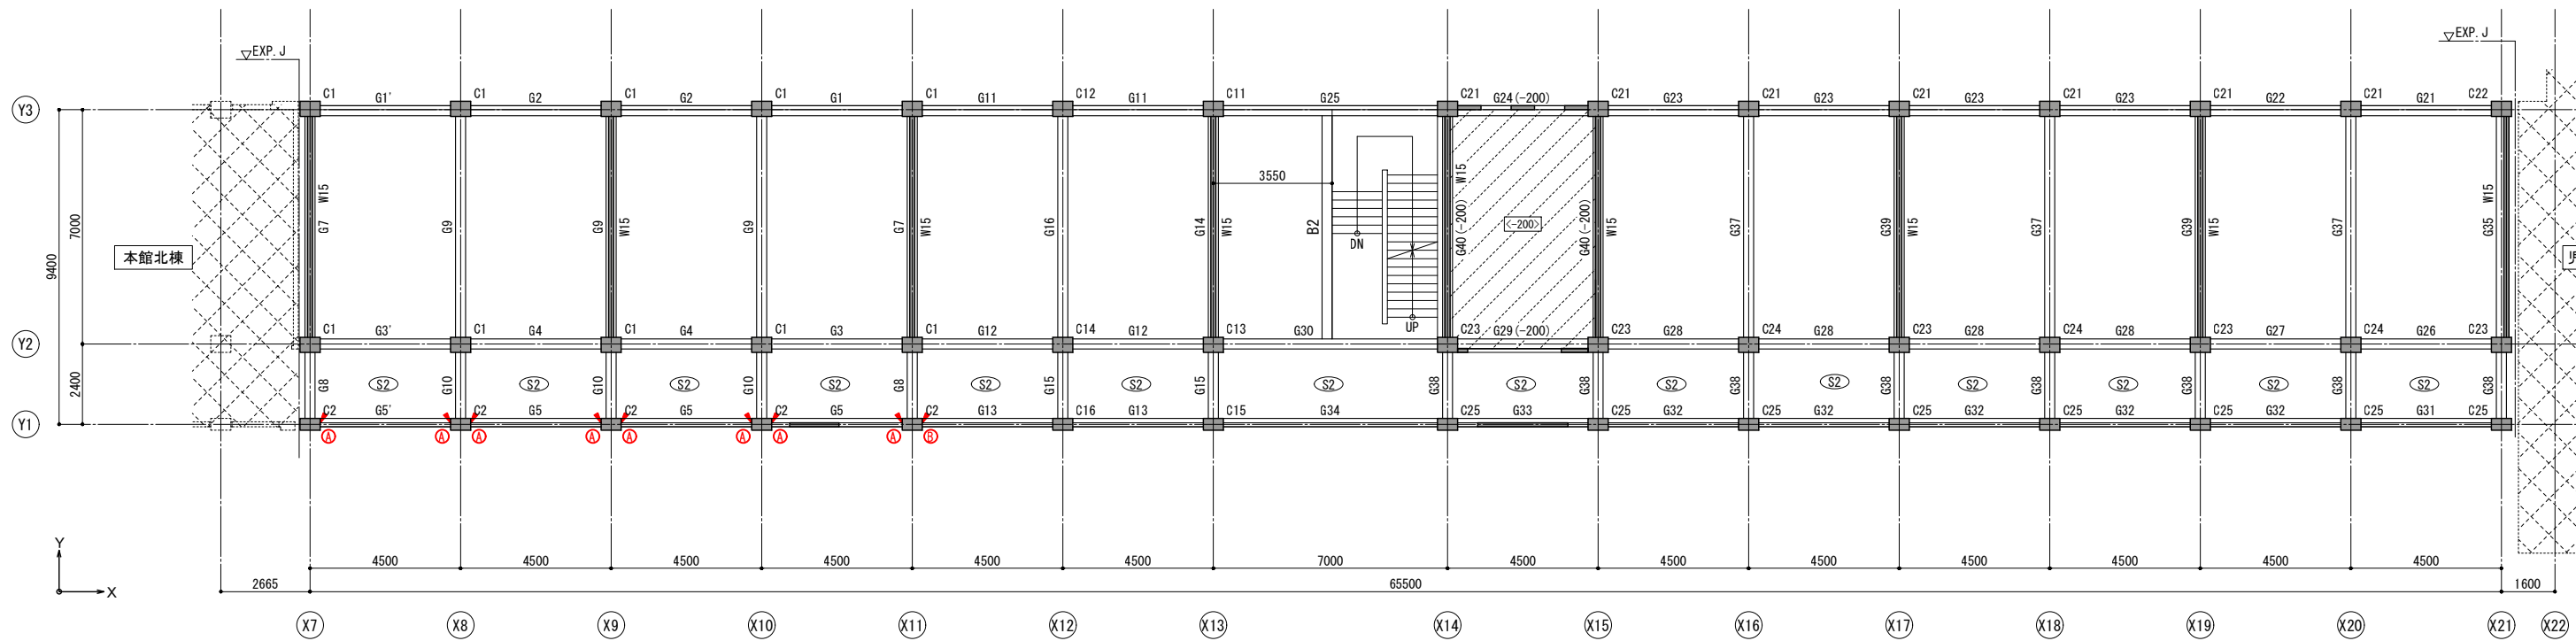 ▽EXP. J
▽EXP. J
Y3
C1 G1' C1 G2 C1 G2 C1 G1 C1 G11 C12 G11 C11 G25 C21 G24(-200) C21 G23 C21 G23 C21 G23 C21 G23 C21 G22 C21 G21 C22
9400
7000
2400
本館北棟
G7 W15 G9 G9 W15 G9 G7 W15 G16 G14 W15
3550
B2
DN
UP
G40(-200) W15
<-200>
G40(-200) W15 G37 G39 W15 G37 G39 W15 G37 G35 W15
Y2
C1 G3' C1 G4 C1 G4 C1 G3 C1 G12 C14 G12 C13 G30 C23 G29(-200) C23 G28 C24 G28 C23 G28 C24 G28 C23 G27 C24 G26 C23
G8 S2 G10 S2 G10 S2 G10 S2 G8 S2 G15 S2 G15 S2 G38 S2 G38 S2 G38 S2 G38 S2 G38 S2 G38 S2 G38 S2 G38
Y1
C2 G5' C2 G5 C2 G5 C2 G5 C2 G13 C16 G13 C15 G34 C25 G33 C25 G32 C25 G32 C25 G32 C25 G32 C25 G31 C25
A A A A A A A A B
Y
X
4500 4500 4500 4500 4500 4500 7000 4500 4500 4500 4500 4500 4500 4500
2665 65500 1600
X7 X8 X9 X10 X11 X12 X13 X14 X15 X16 X17 X18 X19 X20 X21 X22